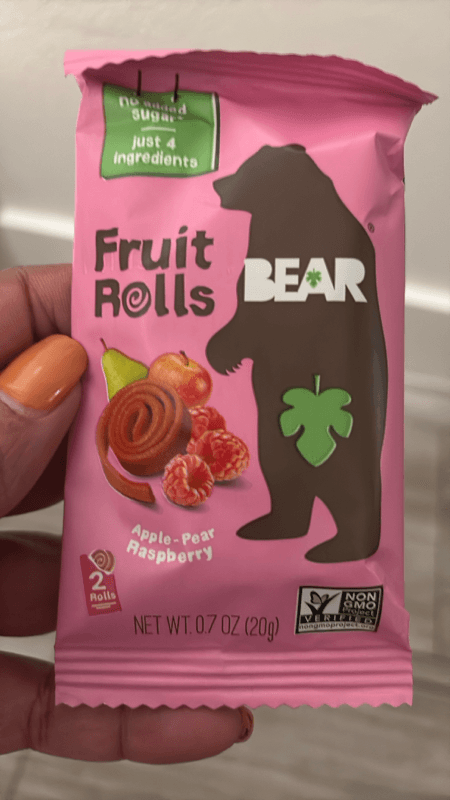 no added
sugar
just 4
ingredients
Fruit
Rolls
BEAR
®
Apple-Pear
Raspberry
2
Rolls
NET WT. 0.7 OZ (20g)
NON
GMO
Project
VERIFIED
nongmoproject.org